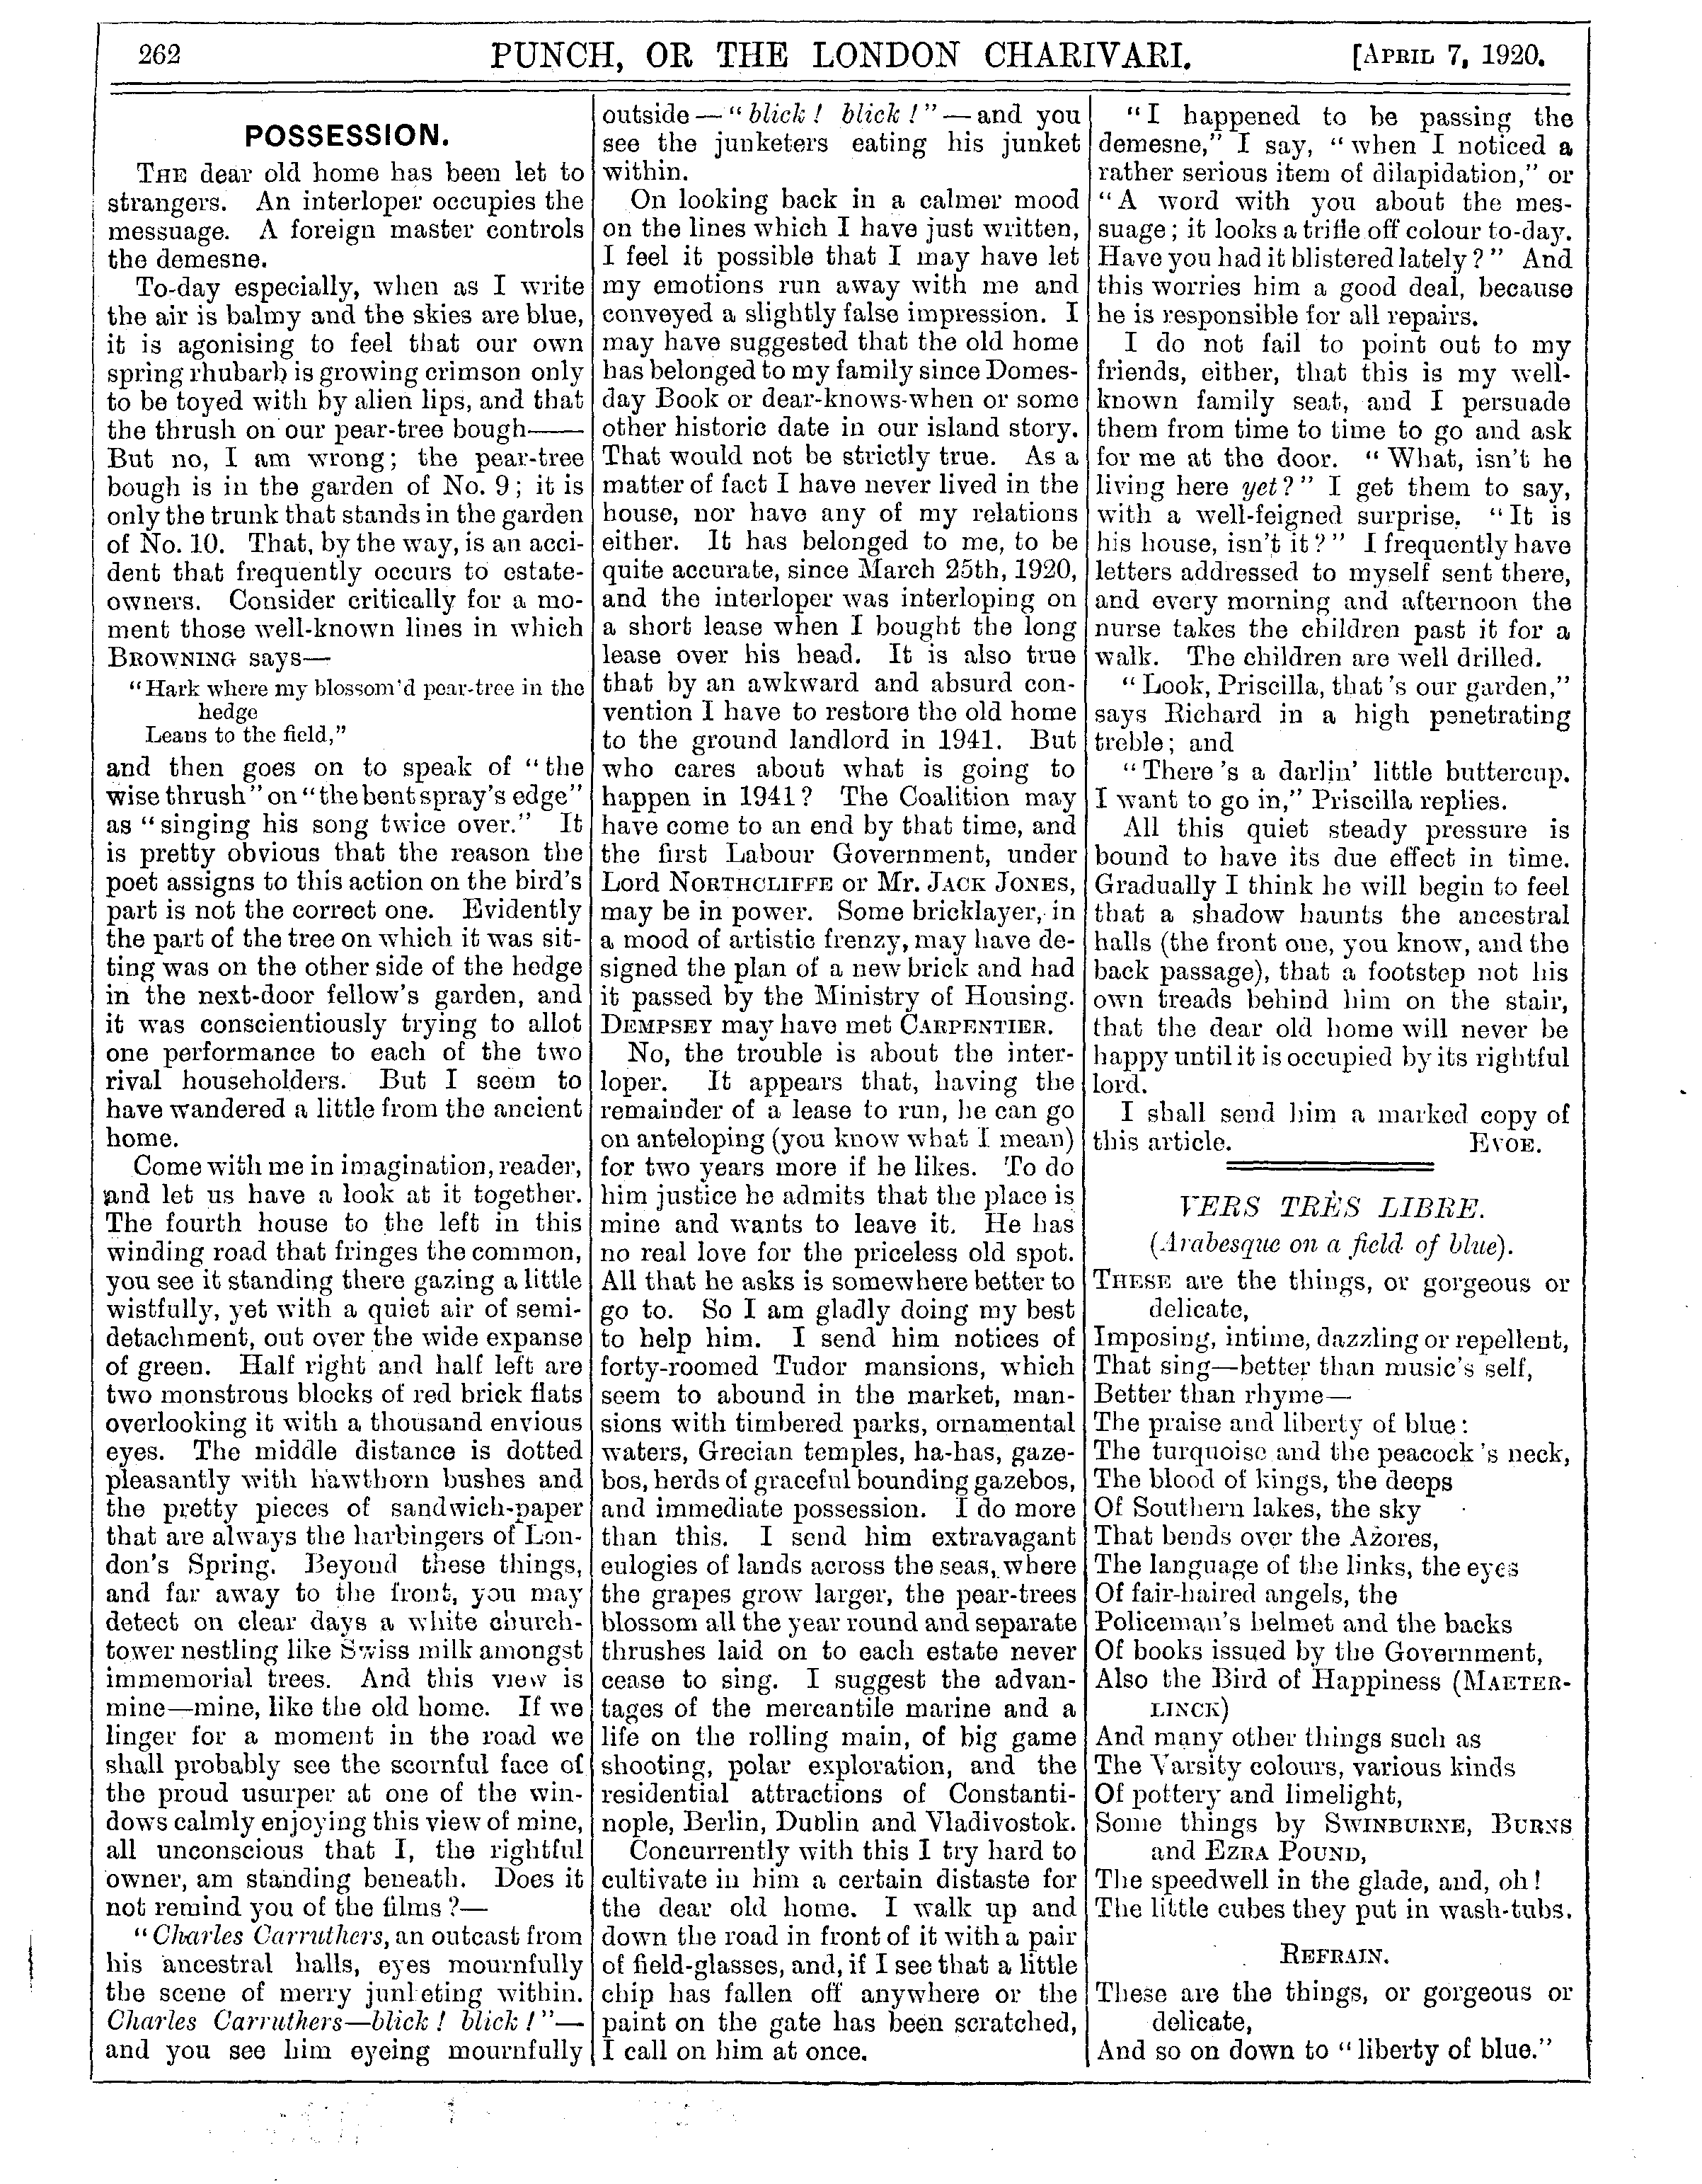 262
PUNCH, OR THE LONDON CHARIVARI.
[APRIL 7, 1920.
POSSESSION.
THE dear old home has been let to
strangers. An interloper occupies the
messuage. A foreign master controls
the demesne.
To-day especially, when as I write
the air is balmy and the skies are blue,
it is agonising to feel that our own
spring rhubarb is growing crimson only
to be toyed with by alien lips, and that
the thrush on our pear-tree bough——
But no, I am wrong; the pear-tree
bough is in the garden of No. 9; it is
only the trunk that stands in the garden
of No. 10. That, by the way, is an acci-
dent that frequently occurs to estate-
owners. Consider critically for a mo-
ment those well-known lines in which
BROWNING says—
"Hark where my blossom'd pear-tree in the
hedge
Leans to the field,"
and then goes on to speak of "the
wise thrush" on "the bent spray's edge"
as "singing his song twice over." It
is pretty obvious that the reason the
poet assigns to this action on the bird's
part is not the correct one. Evidently
the part of the tree on which it was sit-
ting was on the other side of the hedge
in the next-door fellow's garden, and
it was conscientiously trying to allot
one performance to each of the two
rival householders. But I seem to
have wandered a little from the ancient
home.
Come with me in imagination, reader,
and let us have a look at it together.
The fourth house to the left in this
winding road that fringes the common,
you see it standing there gazing a little
wistfully, yet with a quiet air of semi-
detachment, out over the wide expanse
of green. Half right and half left are
two monstrous blocks of red brick flats
overlooking it with a thousand envious
eyes. The middle distance is dotted
pleasantly with hawthorn bushes and
the pretty pieces of sandwich-paper
that are always the harbingers of Lon-
don's Spring. Beyond these things,
and far away to the front, you may
detect on clear days a white church-
tower nestling like Swiss milk amongst
immemorial trees. And this view is
mine—mine, like the old home. If we
linger for a moment in the road we
shall probably see the scornful face of
the proud usurper at one of the win-
dows calmly enjoying this view of mine,
all unconscious that I, the rightful
owner, am standing beneath. Does it
not remind you of the films?—
"Charles Carruthers, an outcast from
his ancestral halls, eyes mournfully
the scene of merry junketing within.
Charles Carruthers—blick! blick!"—
and you see him eyeing mournfully
outside—"blick! blick!"—and you
see the junketers eating his junket
within.
On looking back in a calmer mood
on the lines which I have just written,
I feel it possible that I may have let
my emotions run away with me and
conveyed a slightly false impression. I
may have suggested that the old home
has belonged to my family since Domes-
day Book or dear-knows-when or some
other historic date in our island story.
That would not be strictly true. As a
matter of fact I have never lived in the
house, nor have any of my relations
either. It has belonged to me, to be
quite accurate, since March 25th, 1920,
and the interloper was interloping on
a short lease when I bought the long
lease over his head. It is also true
that by an awkward and absurd con-
vention I have to restore the old home
to the ground landlord in 1941. But
who cares about what is going to
happen in 1941? The Coalition may
have come to an end by that time, and
the first Labour Government, under
Lord NORTHCLIFFE or Mr. JACK JONES,
may be in power. Some bricklayer, in
a mood of artistic frenzy, may have de-
signed the plan of a new brick and had
it passed by the Ministry of Housing.
DEMPSEY may have met CARPENTIER.
No, the trouble is about the inter-
loper. It appears that, having the
remainder of a lease to run, he can go
on anteloping (you know what I mean)
for two years more if he likes. To do
him justice he admits that the place is
mine and wants to leave it. He has
no real love for the priceless old spot.
All that he asks is somewhere better to
go to. So I am gladly doing my best
to help him. I send him notices of
forty-roomed Tudor mansions, which
seem to abound in the market, man-
sions with timbered parks, ornamental
waters, Grecian temples, ha-has, gaze-
bos, herds of graceful bounding gazebos,
and immediate possession. I do more
than this. I send him extravagant
eulogies of lands across the seas, where
the grapes grow larger, the pear-trees
blossom all the year round and separate
thrushes laid on to each estate never
cease to sing. I suggest the advan-
tages of the mercantile marine and a
life on the rolling main, of big game
shooting, polar exploration, and the
residential attractions of Constanti-
nople, Berlin, Dublin and Vladivostok.
Concurrently with this I try hard to
cultivate in him a certain distaste for
the dear old home. I walk up and
down the road in front of it with a pair
of field-glasses, and, if I see that a little
chip has fallen off anywhere or the
paint on the gate has been scratched,
I call on him at once.
"I happened to be passing the
demesne," I say, "when I noticed a
rather serious item of dilapidation," or
"A word with you about the mes-
suage; it looks a trifle off colour to-day.
Have you had it blistered lately?" And
this worries him a good deal, because
he is responsible for all repairs.
I do not fail to point out to my
friends, either, that this is my well-
known family seat, and I persuade
them from time to time to go and ask
for me at the door. "What, isn't he
living here yet?" I get them to say,
with a well-feigned surprise. "It is
his house, isn't it?" I frequently have
letters addressed to myself sent there,
and every morning and afternoon the
nurse takes the children past it for a
walk. The children are well drilled.
"Look, Priscilla, that's our garden,"
says Richard in a high penetrating
treble; and
"There's a darlin' little buttercup.
I want to go in," Priscilla replies.
All this quiet steady pressure is
bound to have its due effect in time.
Gradually I think he will begin to feel
that a shadow haunts the ancestral
halls (the front one, you know, and the
back passage), that a footstep not his
own treads behind him on the stair,
that the dear old home will never be
happy until it is occupied by its rightful
lord.
I shall send him a marked copy of
this article. EVOE.
VERS TRÈS LIBRE.
(Arabesque on a field of blue).
THESE are the things, or gorgeous or
delicate,
Imposing, intime, dazzling or repellent,
That sing—better than music's self,
Better than rhyme—
The praise and liberty of blue:
The turquoise and the peacock's neck,
The blood of kings, the deeps
Of Southern lakes, the sky
That bends over the Azores,
The language of the links, the eyes
Of fair-haired angels, the
Policeman's helmet and the backs
Of books issued by the Government,
Also the Bird of Happiness (MAETER-
LINCK)
And many other things such as
The Varsity colours, various kinds
Of pottery and limelight,
Some things by SWINBURNE, BURNS
and EZRA POUND,
The speedwell in the glade, and, oh!
The little cubes they put in wash-tubs.
REFRAIN.
These are the things, or gorgeous or
delicate,
And so on down to "liberty of blue."